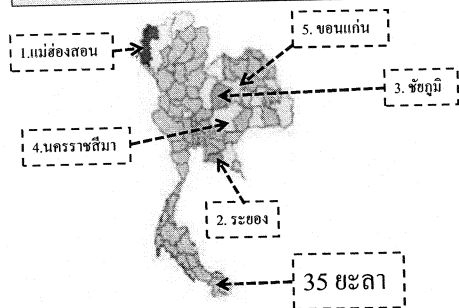 1.แม่ฮ่องสอน
5. ขอนแก่น
3. ชัยภูมิ
4.นครราชสีมา
2. ระยอง
35 ยะลา